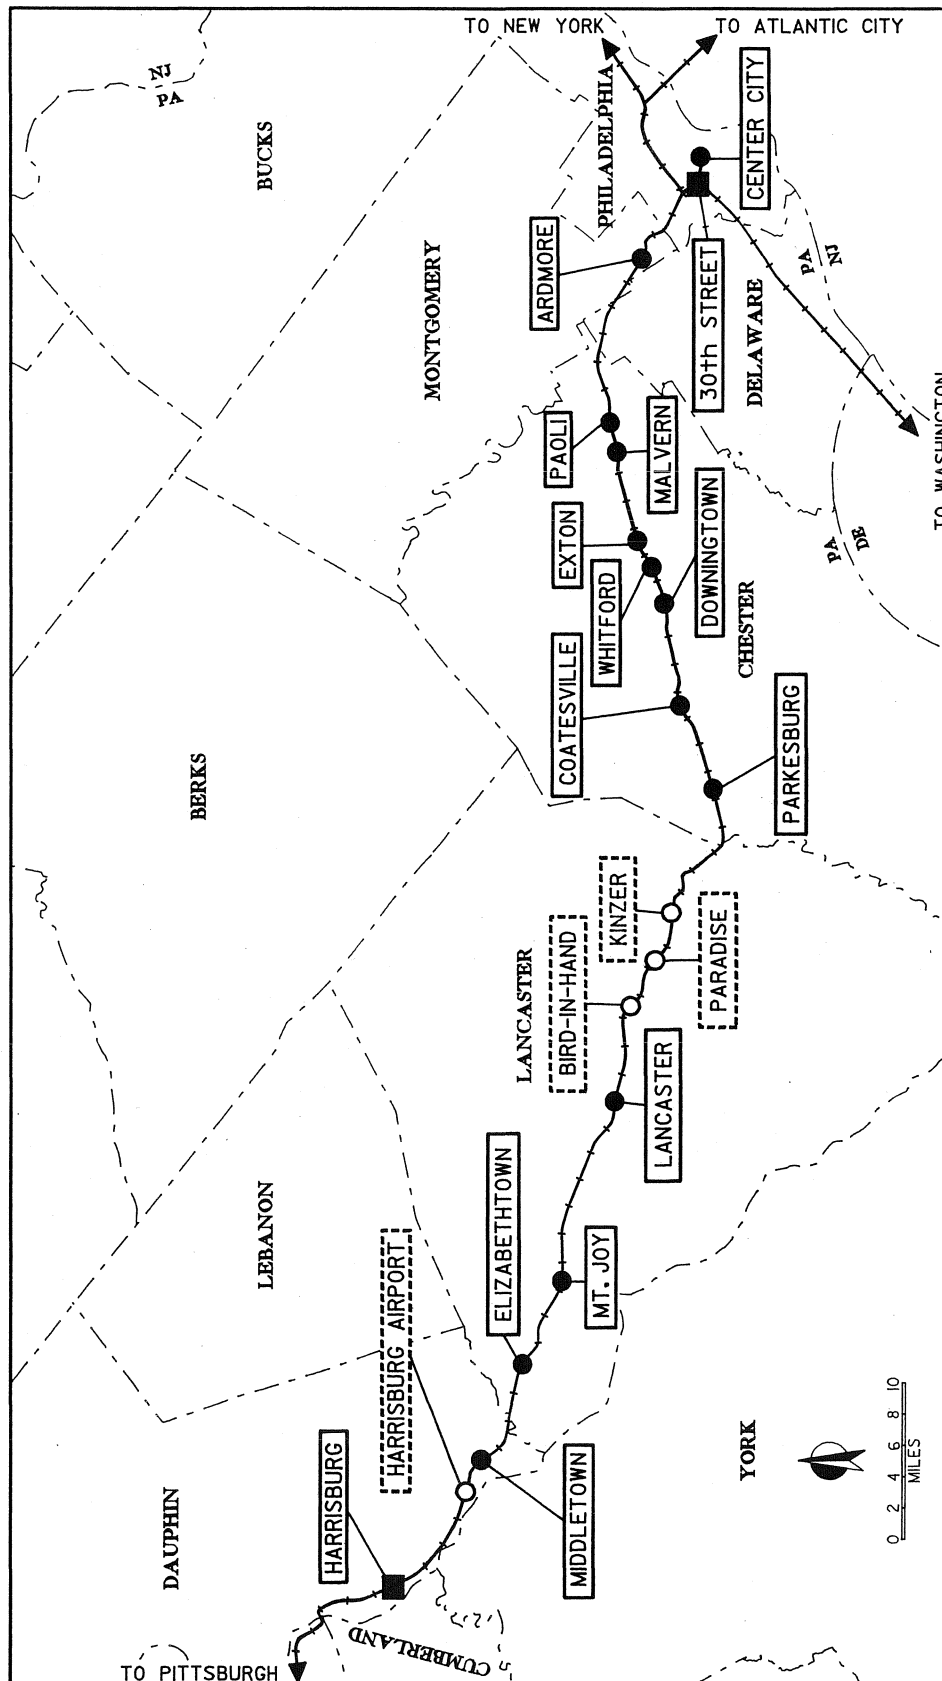 TO NEW YORK
TO ATLANTIC CITY
NJ
PA
BUCKS
PHILADELPHIA
CENTER CITY
MONTGOMERY
ARDMORE
30th STREET
DELAWARE
PA
NJ
TO WASHINGTON
PAOLI
MALVERN
EXTON
WHITFORD
DOWNINGTOWN
PA
DE
CHESTER
COATESVILLE
PARKESBURG
BERKS
KINZER
PARADISE
BIRD-IN-HAND
LANCASTER
LANCASTER
LEBANON
ELIZABETHTOWN
MT. JOY
HARRISBURG AIRPORT
HARRISBURG
MIDDLETOWN
YORK
0 2 4 6 8 10
MILES
DAUPHIN
CUMBERLAND
TO PITTSBURGH